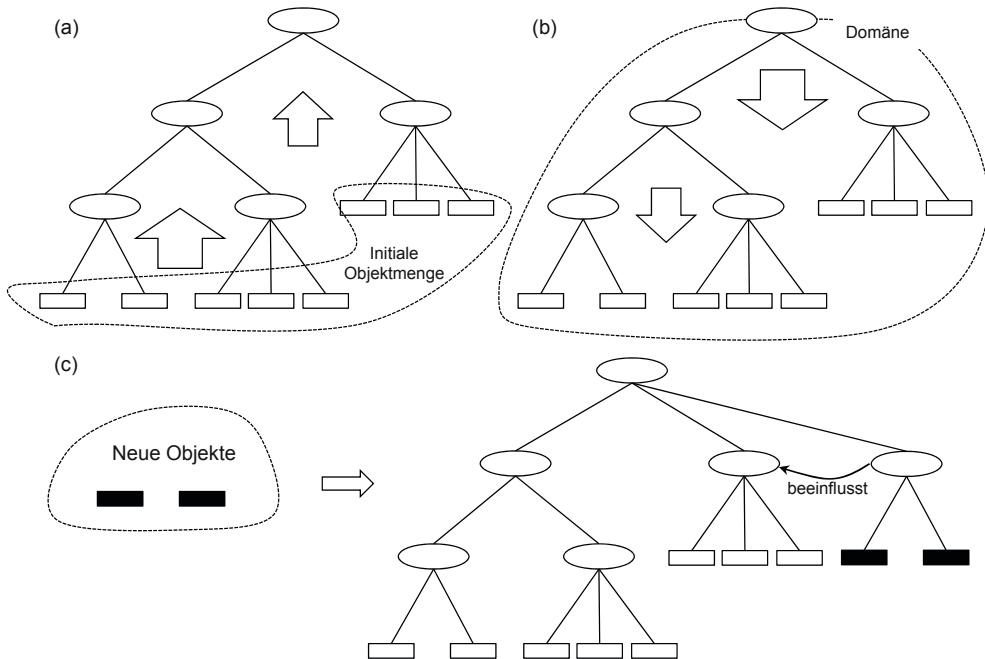 (a)
(b)
Domäne
Initiale
Objektmenge
(c)
Neue Objekte
beeinflusst